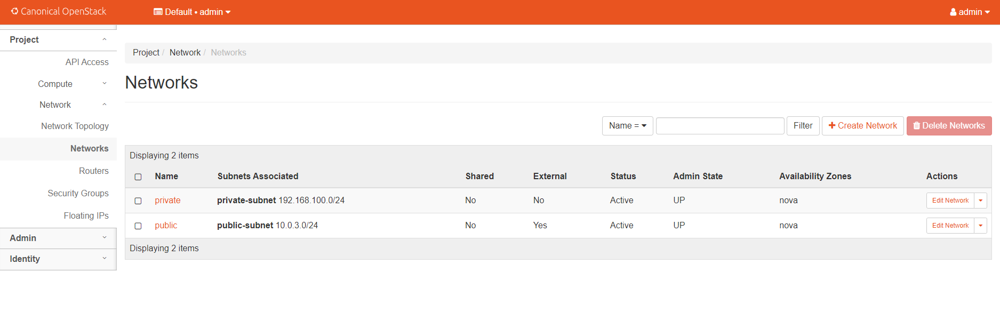 Canonical OpenStack
Default • admin
admin
Project
API Access
Compute
Network
Network Topology
Networks
Routers
Security Groups
Floating IPs
Admin
Identity
Project / Network / Networks
Networks
Name =
Filter
Create Network
Delete Networks
Displaying 2 items
Name Subnets Associated Shared External Status Admin State Availability Zones Actions
private private-subnet 192.168.100.0/24 No No Active UP nova Edit Network
public public-subnet 10.0.3.0/24 No Yes Active UP nova Edit Network
Displaying 2 items